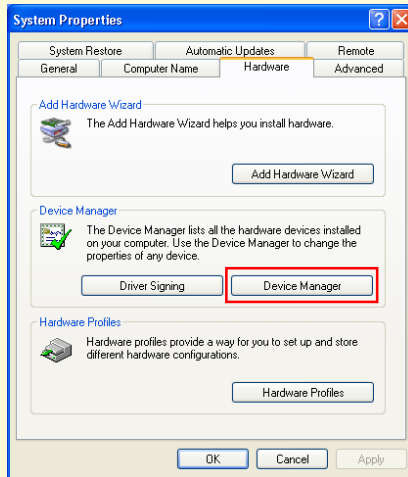 System Properties
System Restore Automatic Updates Remote
General Computer Name Hardware Advanced
Add Hardware Wizard
The Add Hardware Wizard helps you install hardware.
Add Hardware Wizard
Device Manager
The Device Manager lists all the hardware devices installed
on your computer. Use the Device Manager to change the
properties of any device.
Driver Signing Device Manager
Hardware Profiles
Hardware profiles provide a way for you to set up and store
different hardware configurations.
Hardware Profiles
OK Cancel Apply